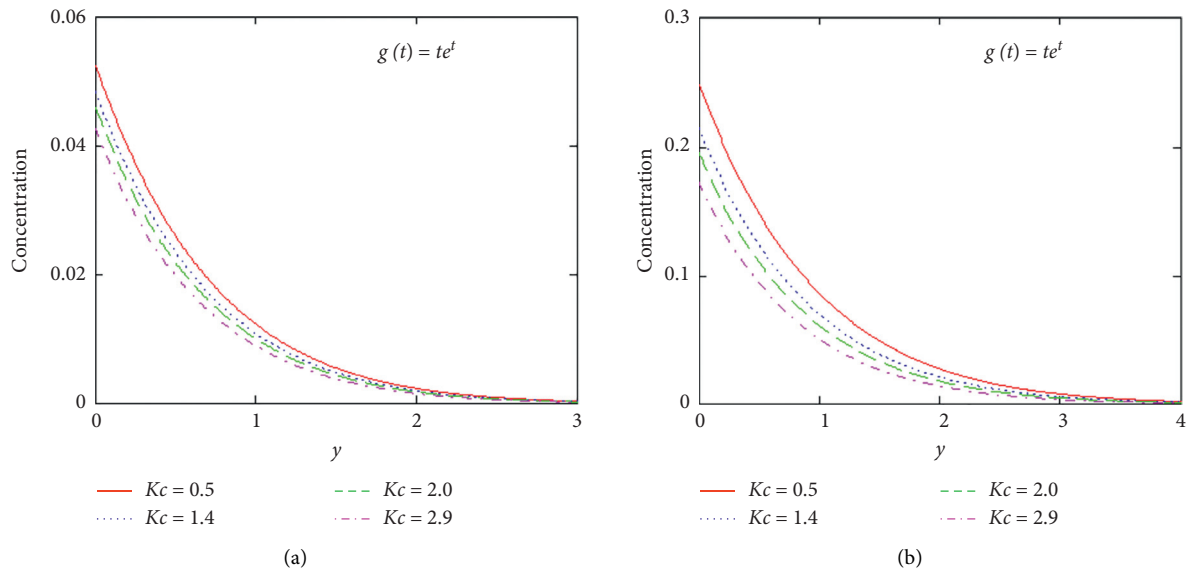 0.06
g (t) = te^t
0.04
Concentration
0.02
0
0
1
2
3
y
Kc = 0.5
Kc = 2.0
Kc = 1.4
Kc = 2.9
(a)
0.3
g (t) = te^t
0.2
Concentration
0.1
0
0
1
2
3
4
y
Kc = 0.5
Kc = 2.0
Kc = 1.4
Kc = 2.9
(b)